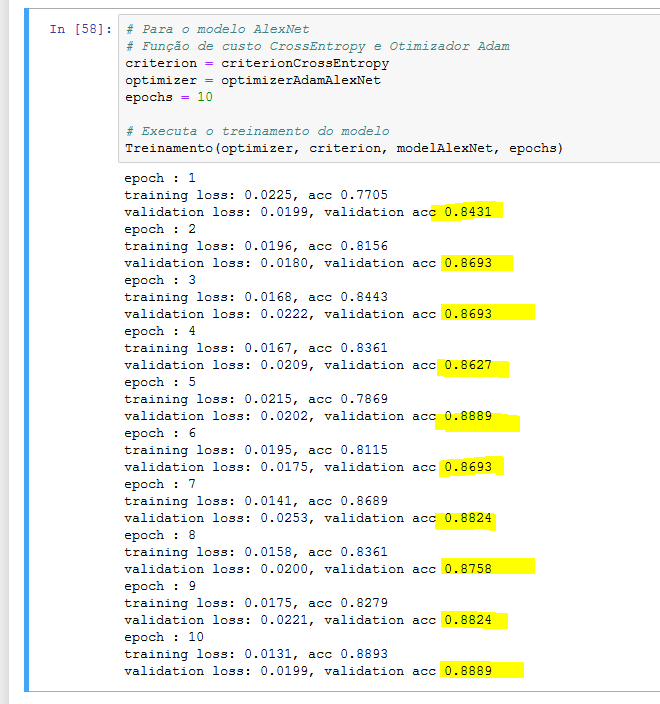 In [58]:
# Para o modelo AlexNet
# Função de custo CrossEntropy e Otimizador Adam
criterion = criterionCrossEntropy
optimizer = optimizerAdamAlexNet
epochs = 10
# Executa o treinamento do modelo
Treinamento(optimizer, criterion, modelAlexNet, epochs)
epoch : 1
training loss: 0.0225, acc 0.7705
validation loss: 0.0199, validation acc 0.8431
epoch : 2
training loss: 0.0196, acc 0.8156
validation loss: 0.0180, validation acc 0.8693
epoch : 3
training loss: 0.0168, acc 0.8443
validation loss: 0.0222, validation acc 0.8693
epoch : 4
training loss: 0.0167, acc 0.8361
validation loss: 0.0209, validation acc 0.8627
epoch : 5
training loss: 0.0215, acc 0.7869
validation loss: 0.0202, validation acc 0.8889
epoch : 6
training loss: 0.0195, acc 0.8115
validation loss: 0.0175, validation acc 0.8693
epoch : 7
training loss: 0.0141, acc 0.8689
validation loss: 0.0253, validation acc 0.8824
epoch : 8
training loss: 0.0158, acc 0.8361
validation loss: 0.0200, validation acc 0.8758
epoch : 9
training loss: 0.0175, acc 0.8279
validation loss: 0.0221, validation acc 0.8824
epoch : 10
training loss: 0.0131, acc 0.8893
validation loss: 0.0199, validation acc 0.8889